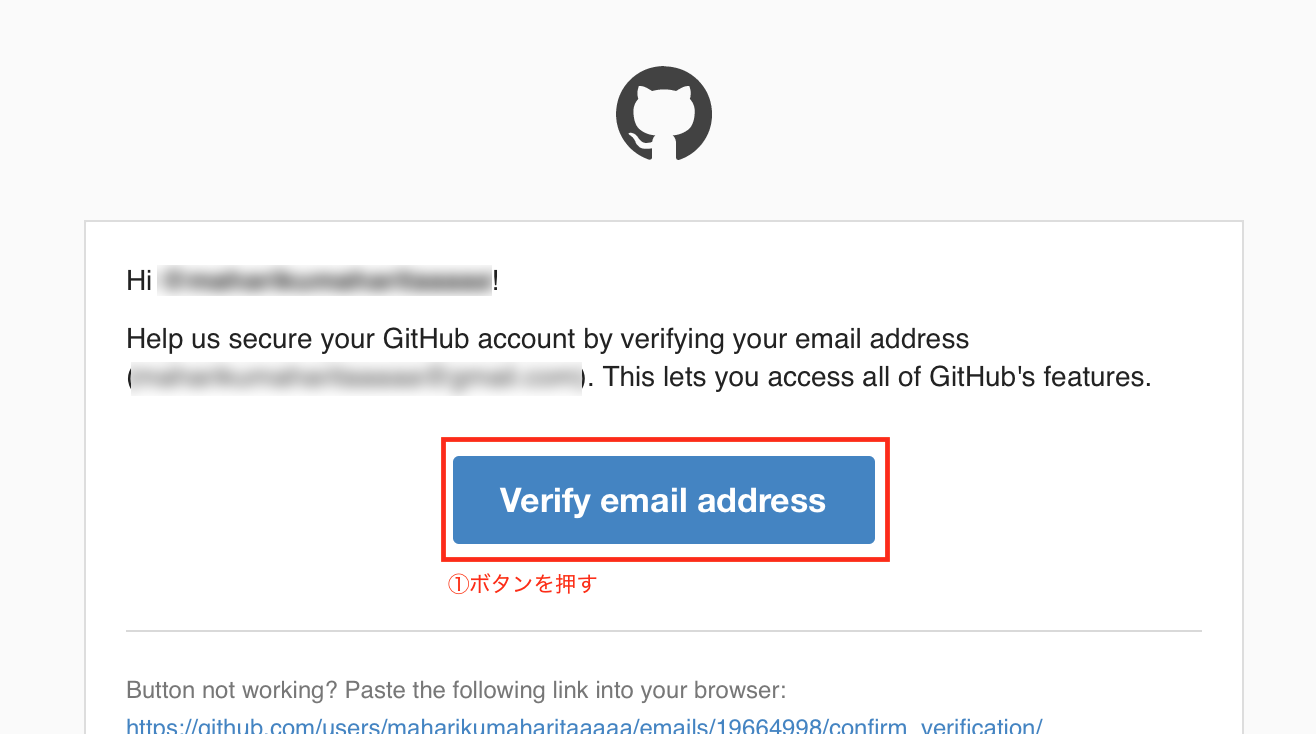 Hi !
Help us secure your GitHub account by verifying your email address
( ). This lets you access all of GitHub's features.
Verify email address
①ボタンを押す
Button not working? Paste the following link into your browser:
https://github.com/users/maharikumaharitaaaaa/emails/19664998/confirm_verification/